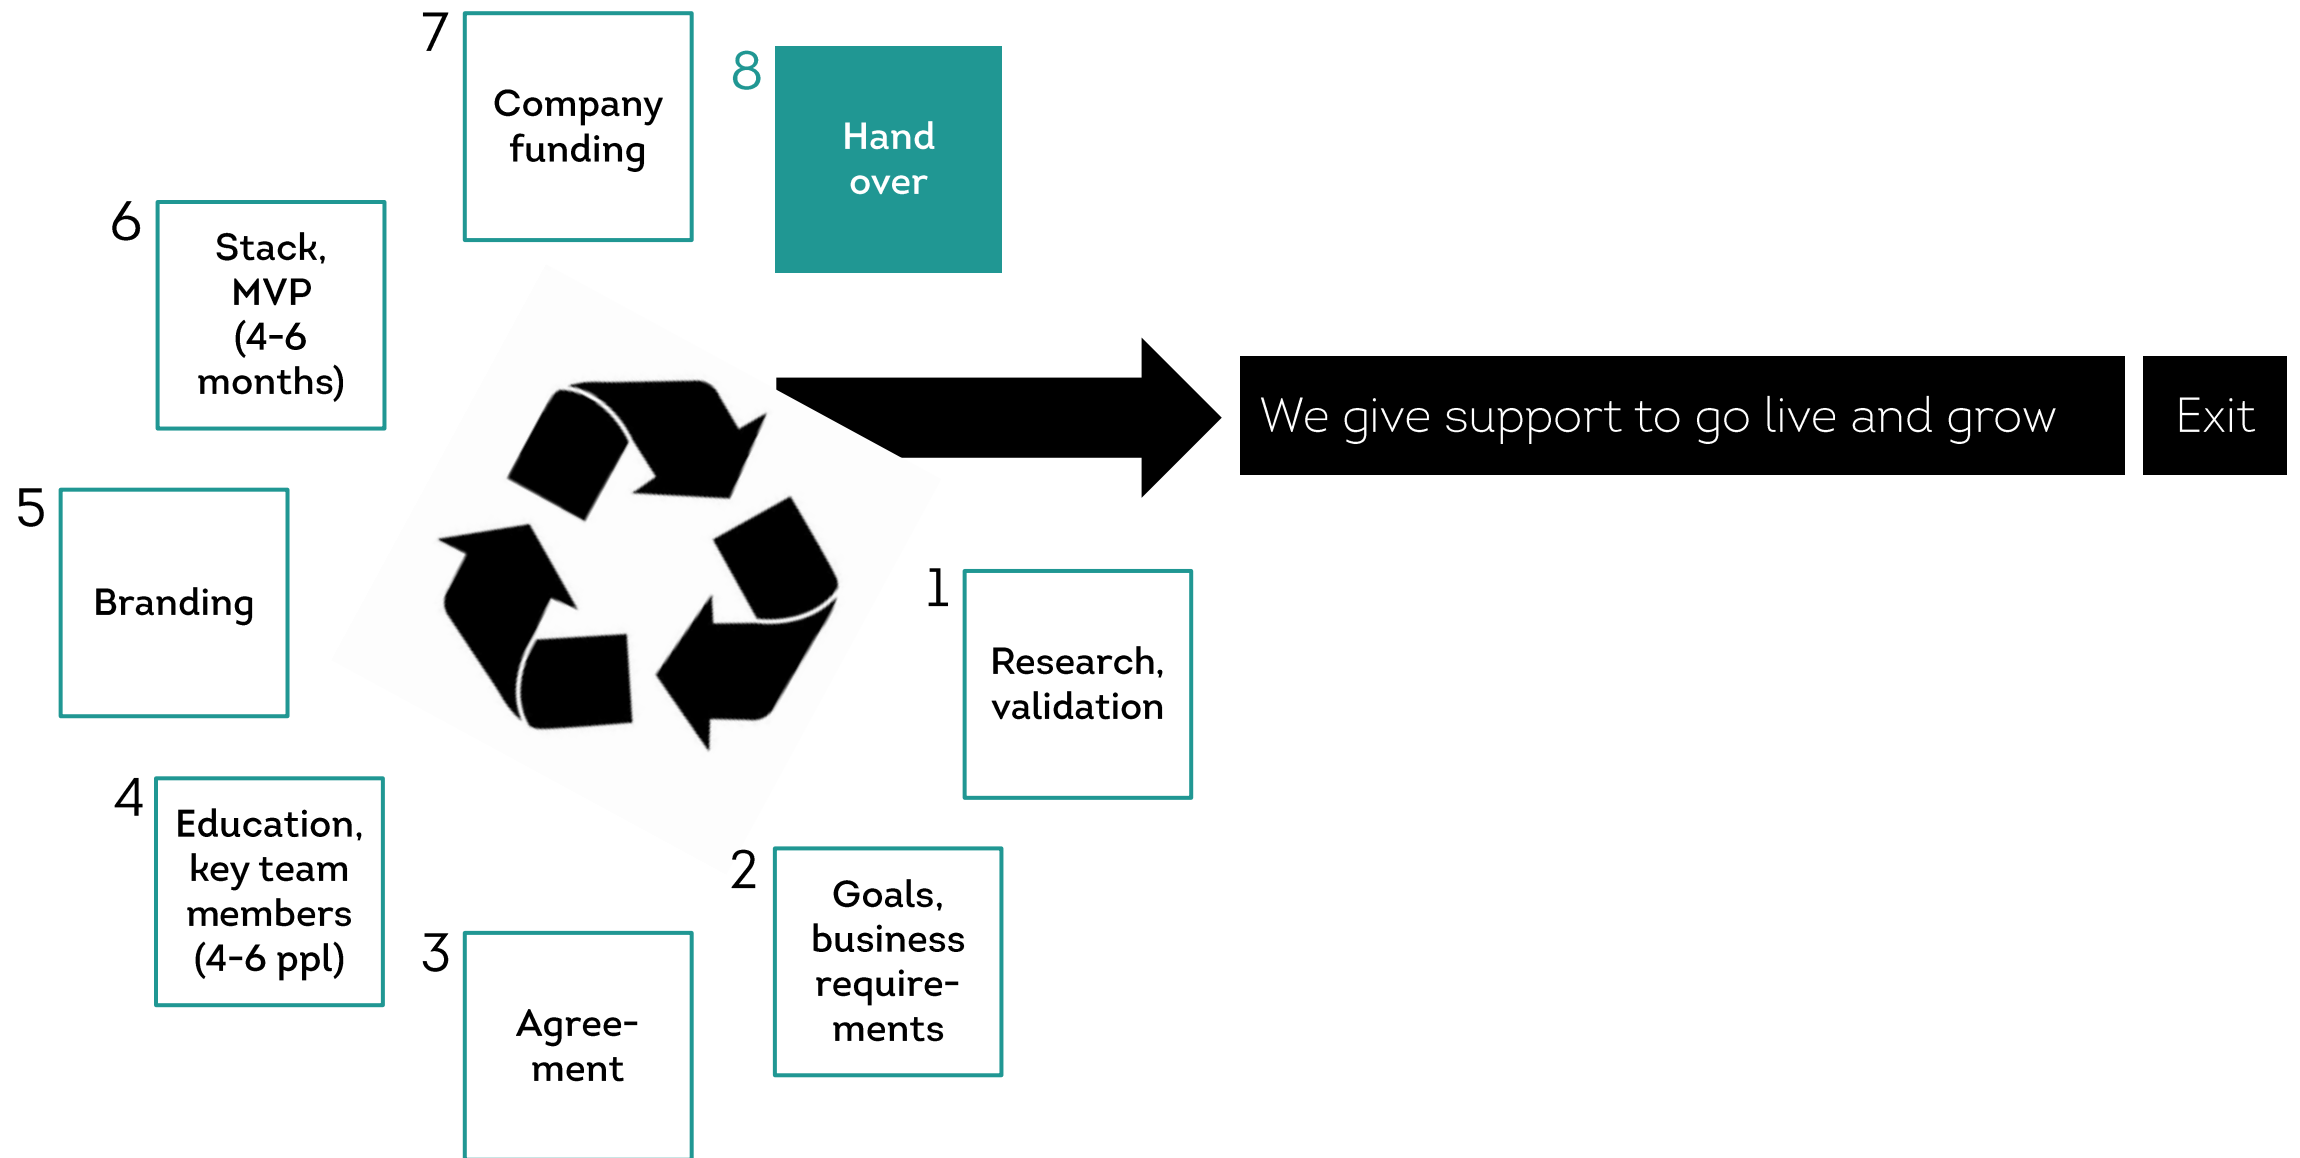 7
Company
funding
8
Hand
over
6
Stack,
MVP
(4-6
months)
We give support to go live and grow
Exit
5
Branding
1
Research,
validation
4
Education,
key team
members
(4-6 ppl)
2
Goals,
business
require-
ments
3
Agree-
ment